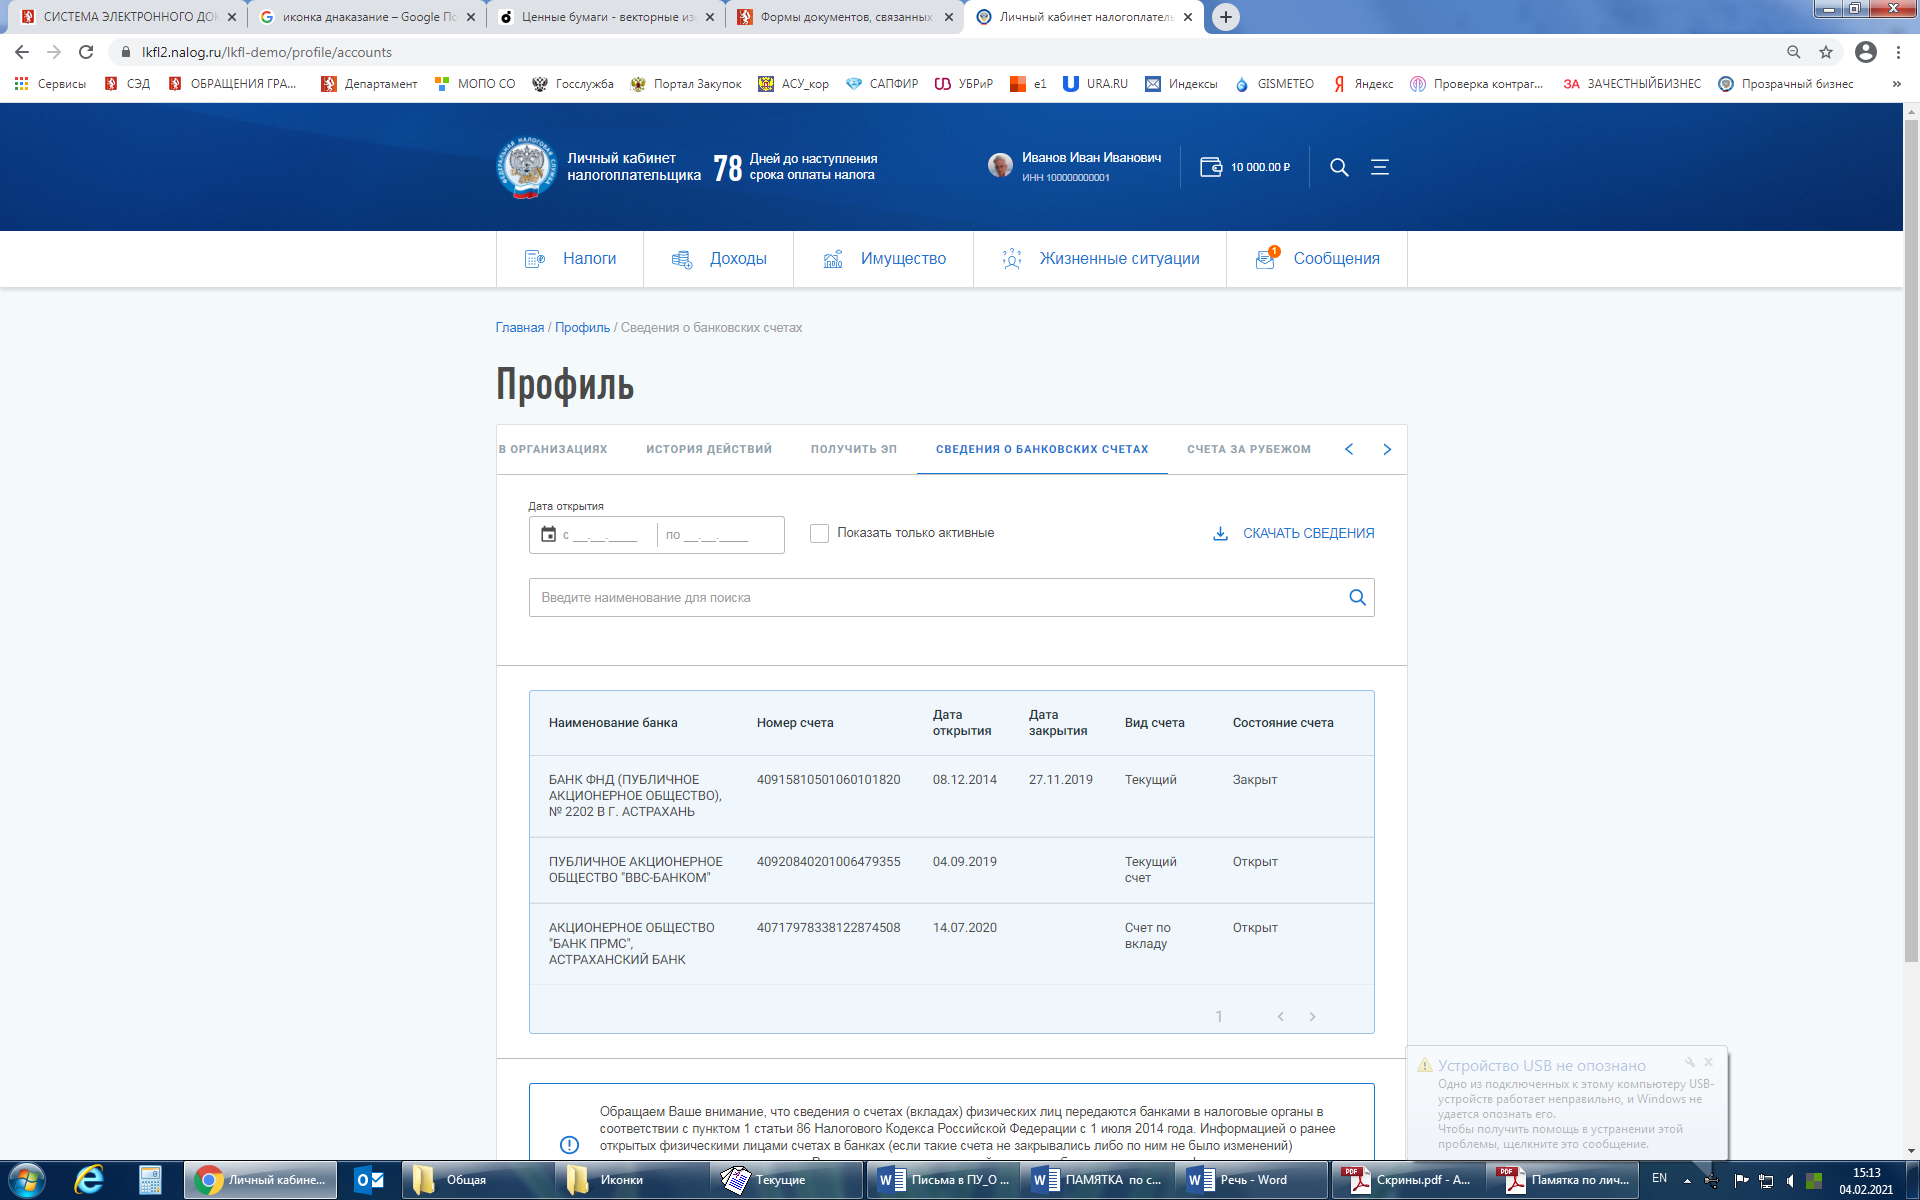 СИСТЕМА ЭЛЕКТРОННОГО ДОК
иконка днаказание – Google По
Ценные бумаги - векторные изо
Формы документов, связанных
Личный кабинет налогоплатель
lkfl2.nalog.ru/lkfl-demo/profile/accounts
Сервисы СЭД ОБРАЩЕНИЯ ГРА... Департамент МОПО СО Госслужба Портал Закупок АСУ_кор САПФИР УБРиР e1 URA.RU Индексы GISMETEO Яндекс Проверка контраг... ЗА ЗАЧЕСТНЫЙБИЗНЕС Прозрачный бизнес »
Личный кабинет
налогоплательщика
78
Дней до наступления
срока оплаты налога
Иванов Иван Иванович
ИНН 100000000001
10 000.00 ₽
Налоги Доходы Имущество Жизненные ситуации 1 Сообщения
Главная / Профиль / Сведения о банковских счетах
Профиль
В ОРГАНИЗАЦИЯХ ИСТОРИЯ ДЕЙСТВИЙ ПОЛУЧИТЬ ЭП СВЕДЕНИЯ О БАНКОВСКИХ СЧЕТАХ СЧЕТА ЗА РУБЕЖОМ
Дата открытия
с __.__.____ по __.__.____
Показать только активные
СКАЧАТЬ СВЕДЕНИЯ
Введите наименование для поиска
Наименование банка
Номер счета
Дата
открытия
Дата
закрытия
Вид счета
Состояние счета
БАНК ФНД (ПУБЛИЧНОЕ
АКЦИОНЕРНОЕ ОБЩЕСТВО),
№ 2202 В Г. АСТРАХАНЬ
40915810501060101820
08.12.2014
27.11.2019
Текущий
Закрыт
ПУБЛИЧНОЕ АКЦИОНЕРНОЕ
ОБЩЕСТВО "ВВС-БАНКОМ"
40920840201006479355
04.09.2019
Текущий
счет
Открыт
АКЦИОНЕРНОЕ ОБЩЕСТВО
"БАНК ПРМС",
АСТРАХАНСКИЙ БАНК
40717978338122874508
14.07.2020
Счет по
вкладу
Открыт
1
Обращаем Ваше внимание, что сведения о счетах (вкладах) физических лиц передаются банками в налоговые органы в
соответствии с пунктом 1 статьи 86 Налогового Кодекса Российской Федерации с 1 июля 2014 года. Информацией о ранее
открытых физическими лицами счетах в банках (если такие счета не закрывались либо по ним не было изменений)
Устройство USB не опознано
Одно из подключенных к этому компьютеру USB-
устройств работает неправильно, и Windows не
удается опознать его.
Чтобы получить помощь в устранении этой
проблемы, щелкните это сообщение.
Личный кабине...
Общая
Иконки
Текущие
Письма в ПУ_О ...
ПАМЯТКА по с...
Речь - Word
Скрины.pdf - A...
Памятка по лич...
EN
15:13
04.02.2021